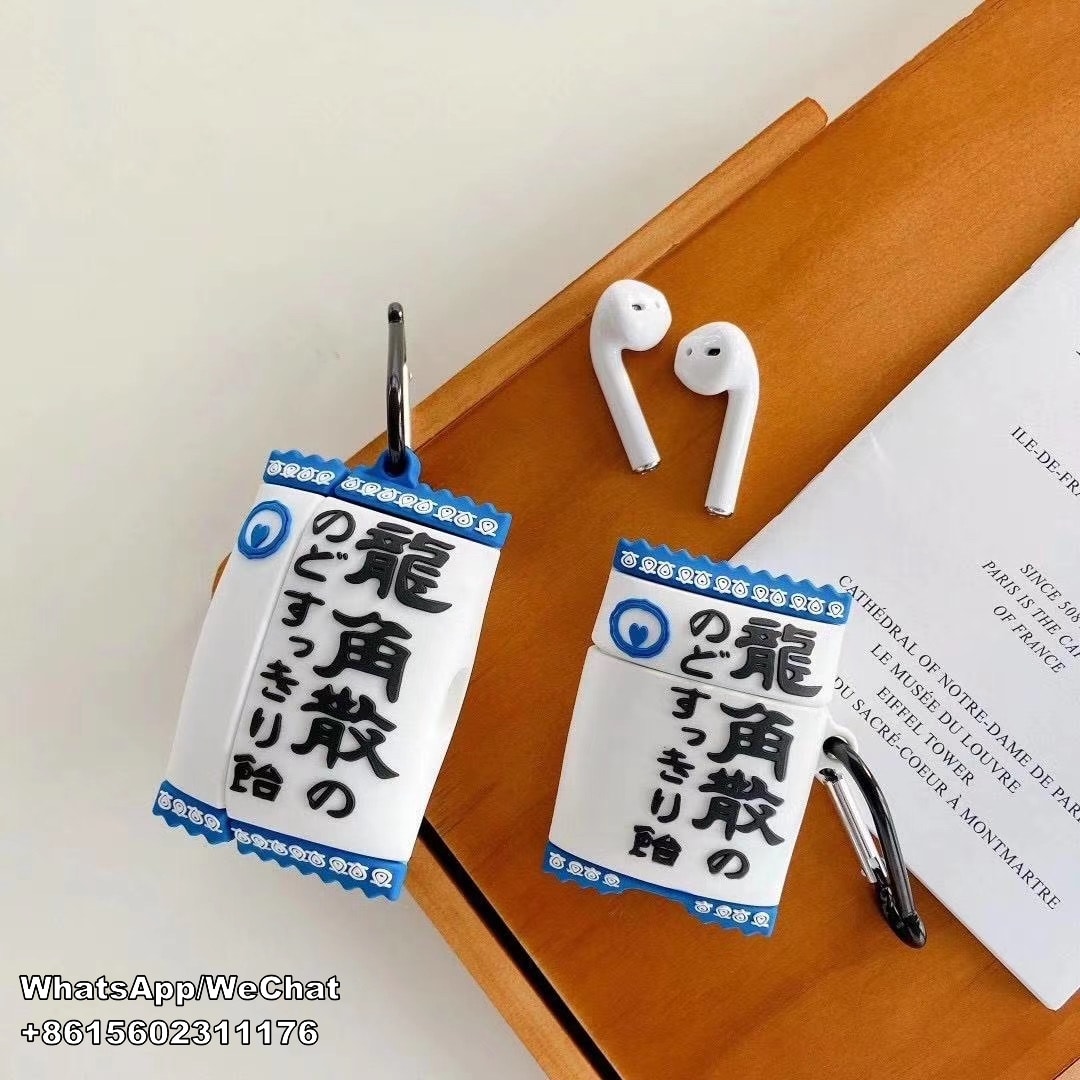 龍角散の
のどすっきり飴
龍角散の
のどすっきり飴
ILE-DE-FR
SINCE 508
PARIS IS THE CA
OF FRANCE
CATHÉDRAL OF NOTRE-DAME DE PAR
LE MUSÉE DU LOUVRE
EIFFEL TOWER
DU SACRÉ-COEUR À MONTMARTRE
WhatsApp/WeChat
+8615602311176